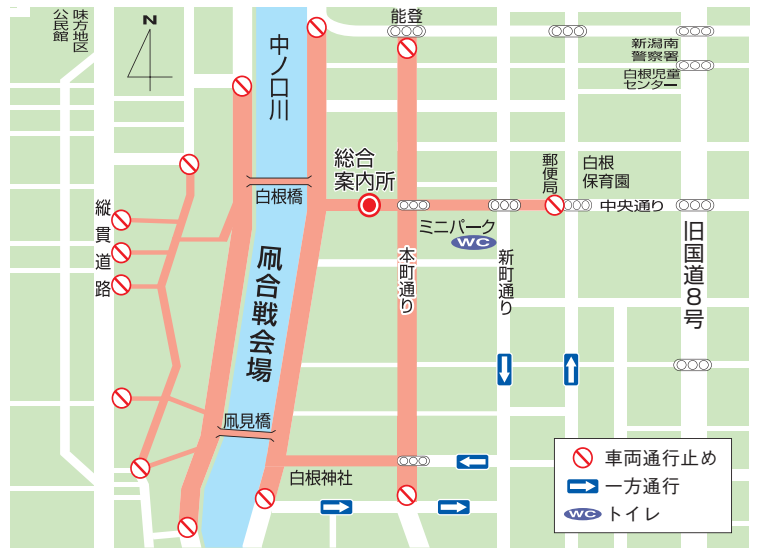 味方地区
公民館
N
中ノ口川
能登
新潟南
警察署
白根児童
センター
総合
案内所
郵便局
白根
保育園
白根橋
中央通り
ミニパーク
WC
縦貫道路
凧合戦会場
本町通り
新町通り
旧国道8号
凧見橋
白根神社
車両通行止め
一方通行
WC トイレ